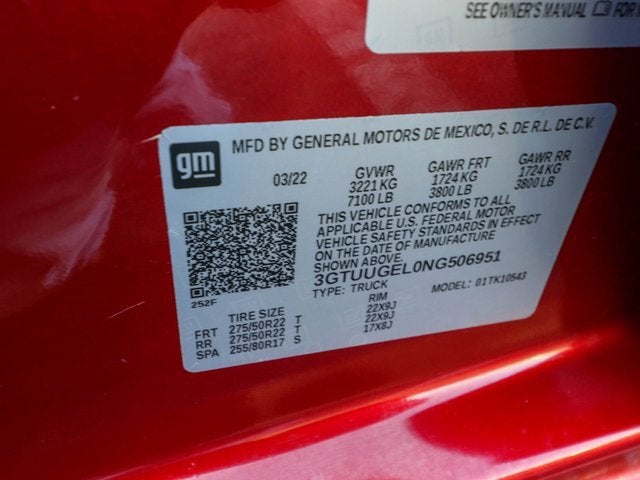 SEE OWNER'S MANUAL
FOR
gm
MFD BY GENERAL MOTORS DE MEXICO, S. DE R.L. DE C.V.
03/22 GVWR GAWR FRT GAWR RR
3221 KG 1724 KG 1724 KG
7100 LB 3800 LB 3800 LB
THIS VEHICLE CONFORMS TO ALL
APPLICABLE U.S. FEDERAL MOTOR
VEHICLE SAFETY STANDARDS IN EFFECT
ON THE DATE OF MANUFACTURE
SHOWN ABOVE.
3GTUUGEL0NG506951
252F
TYPE: TRUCK MODEL: 01TK10543
TIRE SIZE RIM
FRT 275/50R22 T 22X9J
RR 275/50R22 T 22X9J
SPA 255/80R17 S 17X8J